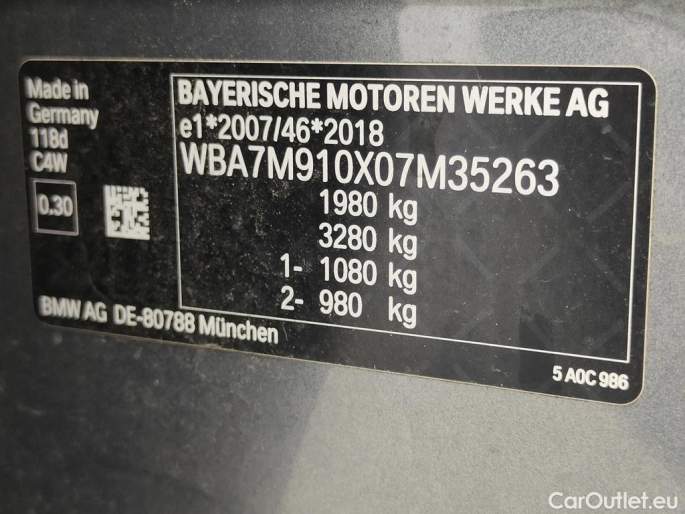 Made in
Germany
118d
C4W
0.30
BAYERISCHE MOTOREN WERKE AG
e1*2007/46*2018
WBA7M910X07M35263
1980 kg
3280 kg
1- 1080 kg
2- 980 kg
BMW AG DE-80788 München
5 A0C 986
CarOutlet.eu